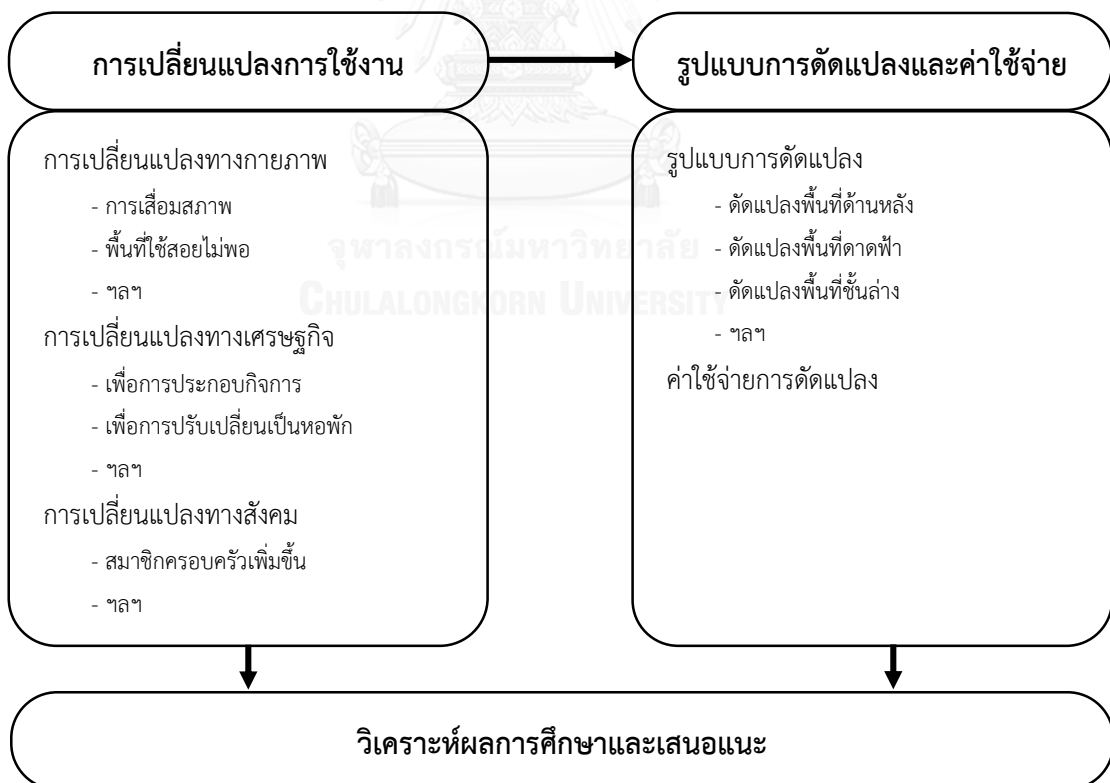 การเปลี่ยนแปลงการใช้งาน
รูปแบบการดัดแปลงและค่าใช้จ่าย
การเปลี่ยนแปลงทางกายภาพ
- การเสื่อมสภาพ
- พื้นที่ใช้สอยไม่พอ
- ฯลฯ
การเปลี่ยนแปลงทางเศรษฐกิจ
- เพื่อการประกอบกิจการ
- เพื่อการปรับเปลี่ยนเป็นหอพัก
- ฯลฯ
การเปลี่ยนแปลงทางสังคม
- สมาชิกครอบครัวเพิ่มขึ้น
- ฯลฯ
รูปแบบการดัดแปลง
- ดัดแปลงพื้นที่ด้านหลัง
- ดัดแปลงพื้นที่ดาดฟ้า
- ดัดแปลงพื้นที่ชั้นล่าง
- ฯลฯ
ค่าใช้จ่ายการดัดแปลง
จุฬาลงกรณ์มหาวิทยาลัย
CHULALONGKORN UNIVERSITY
วิเคราะห์ผลการศึกษาและเสนอแนะ